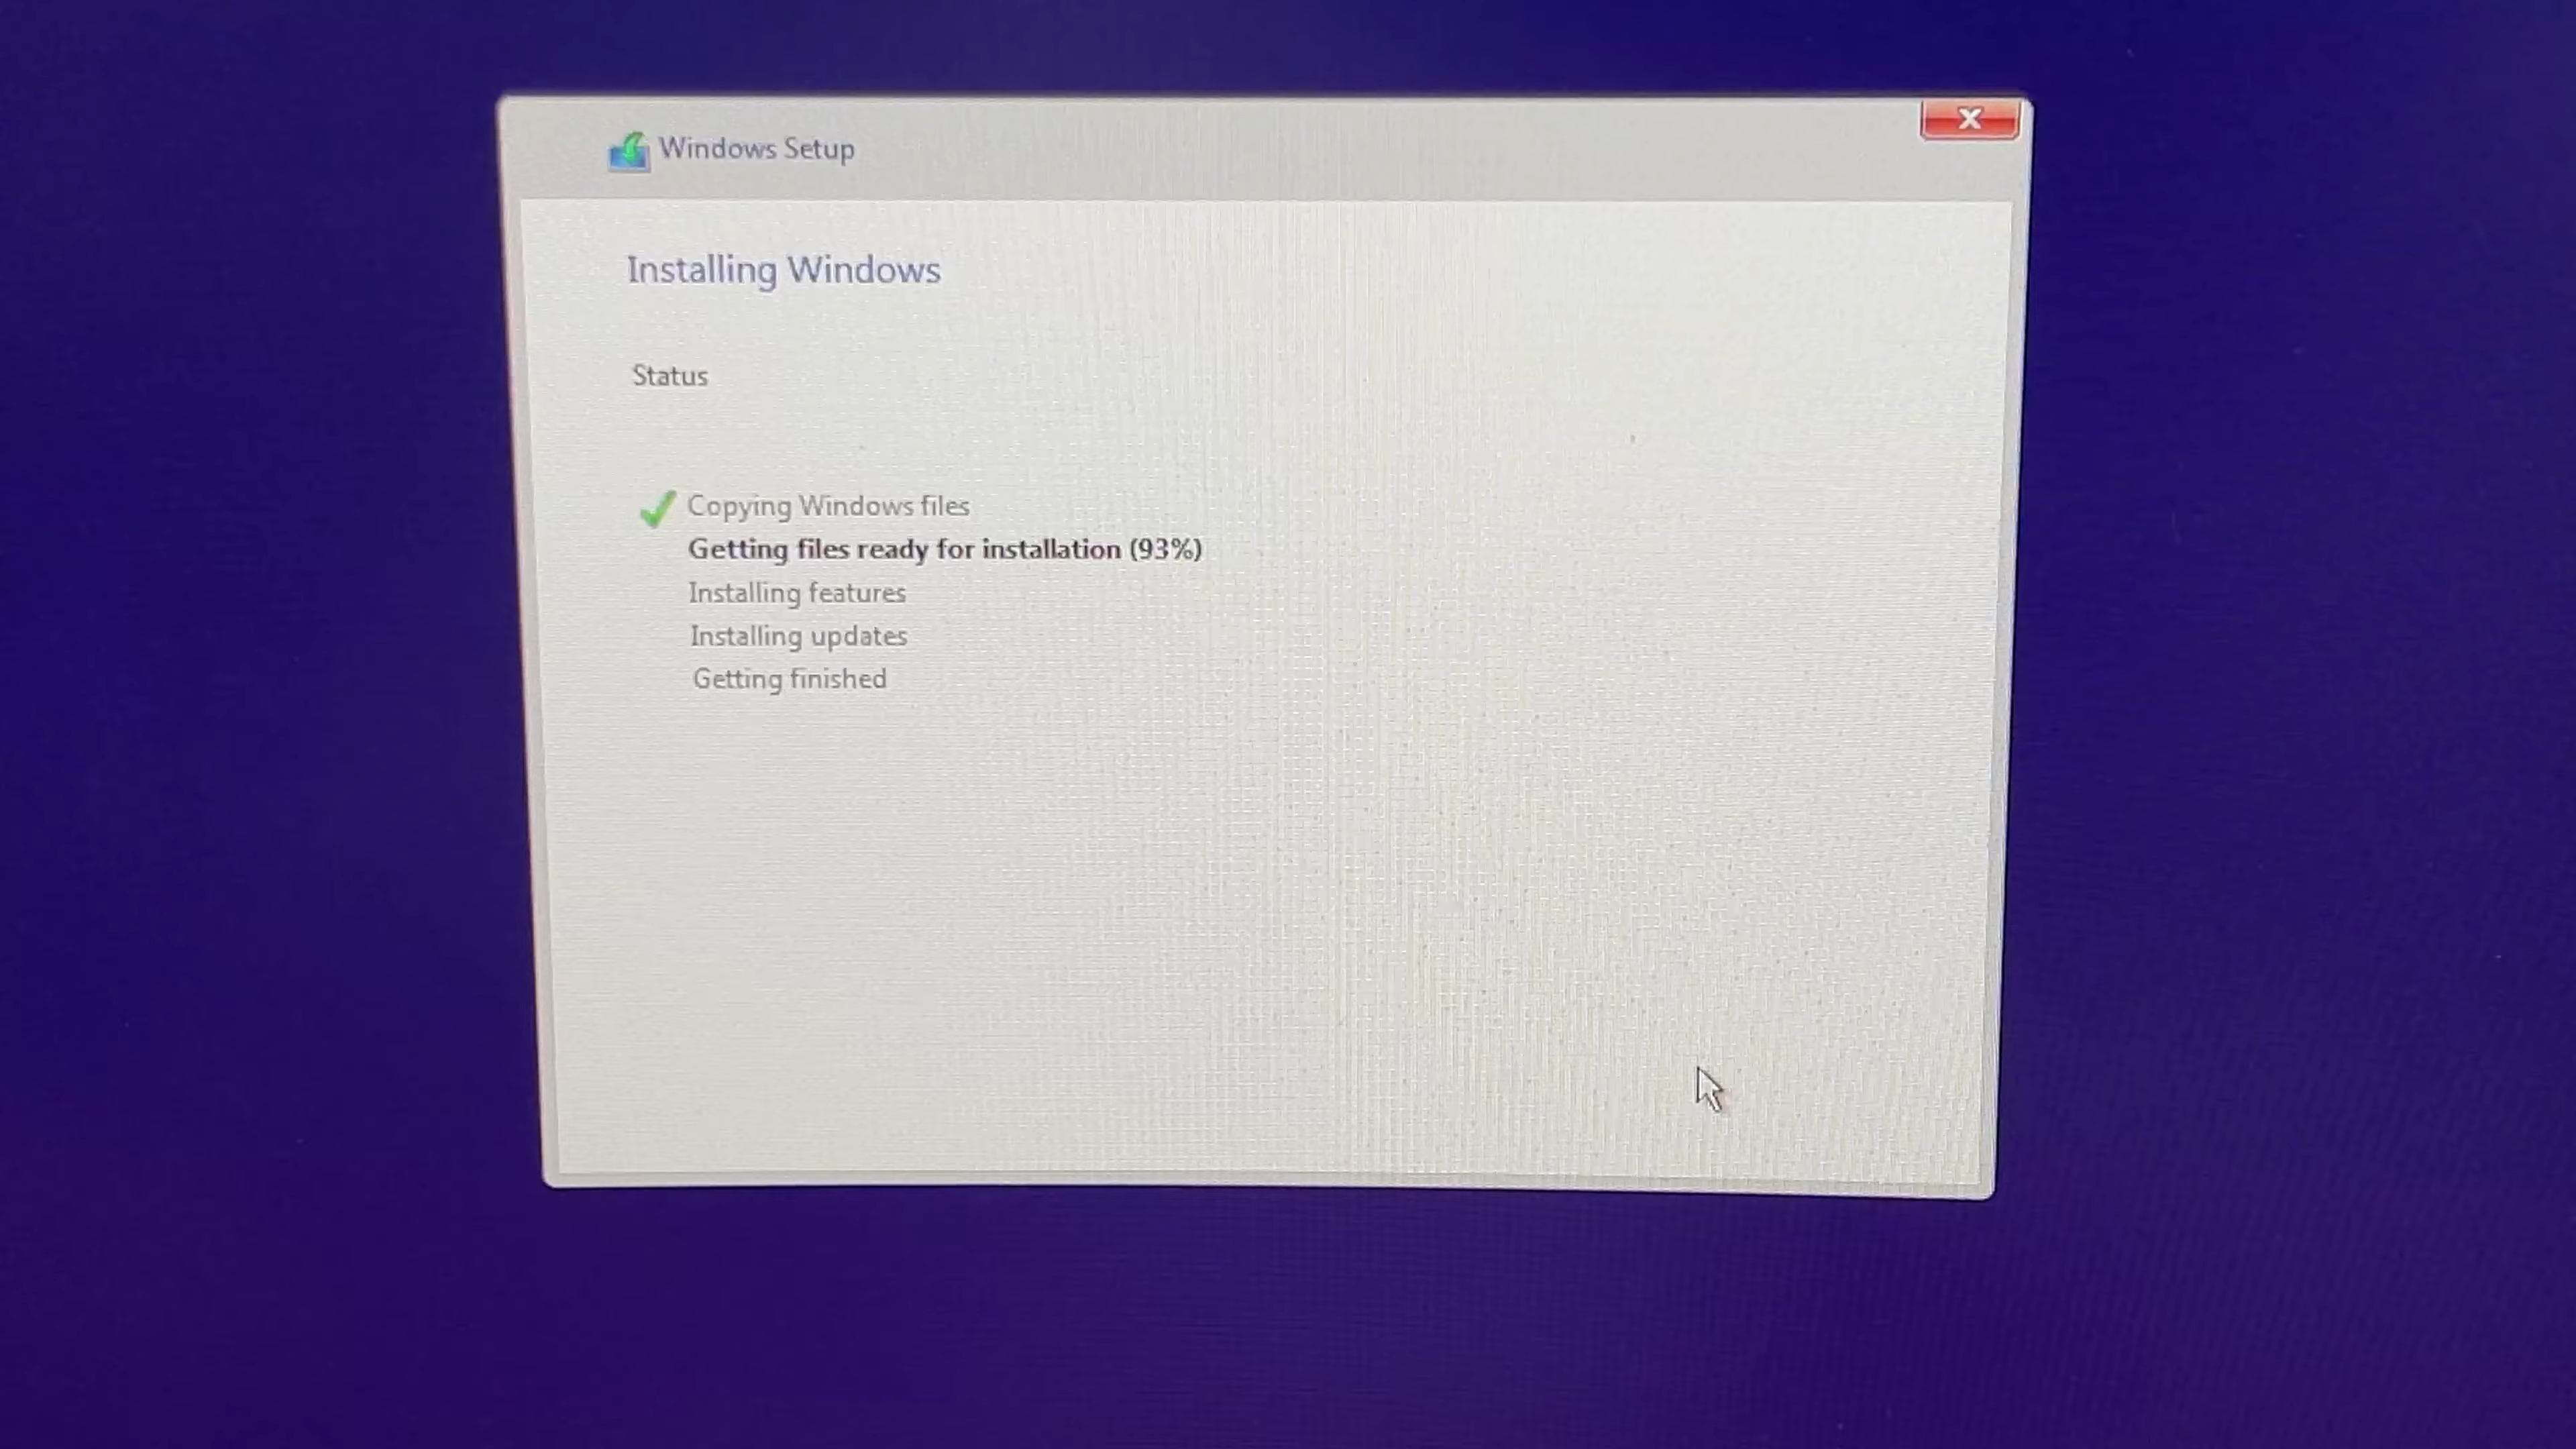 Windows Setup
Installing Windows
Status
Copying Windows files
Getting files ready for installation (93%)
Installing features
Installing updates
Getting finished